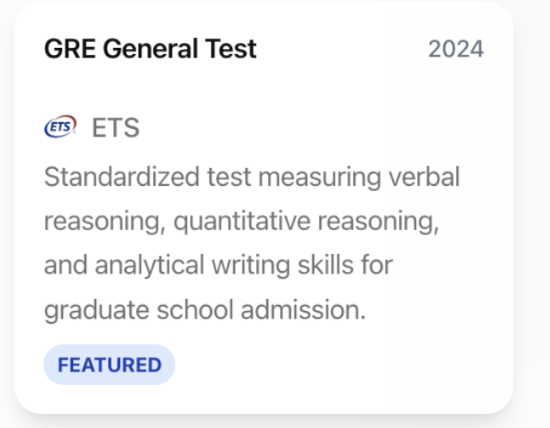 GRE General Test 2024
ETS ETS
Standardized test measuring verbal
reasoning, quantitative reasoning,
and analytical writing skills for
graduate school admission.
FEATURED